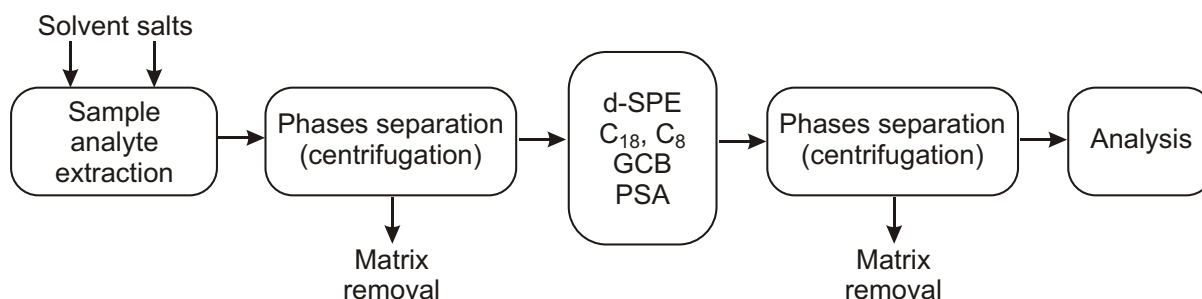 Solvent salts
Sample
analyte
extraction
Phases separation
(centrifugation)
Matrix
removal
d-SPE
C₁₈, C₈
GCB
PSA
Phases separation
(centrifugation)
Matrix
removal
Analysis